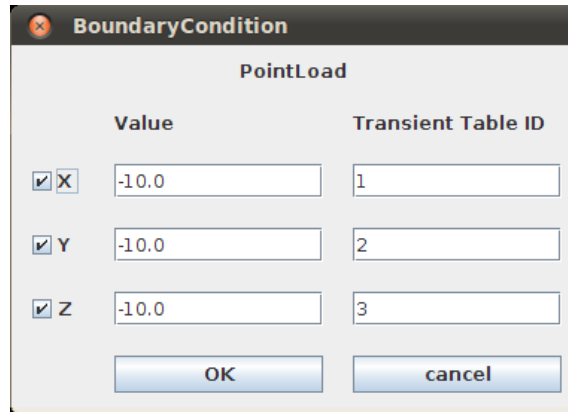 BoundaryCondition
PointLoad
Value Transient Table ID
X -10.0 1
Y -10.0 2
Z -10.0 3
OK cancel